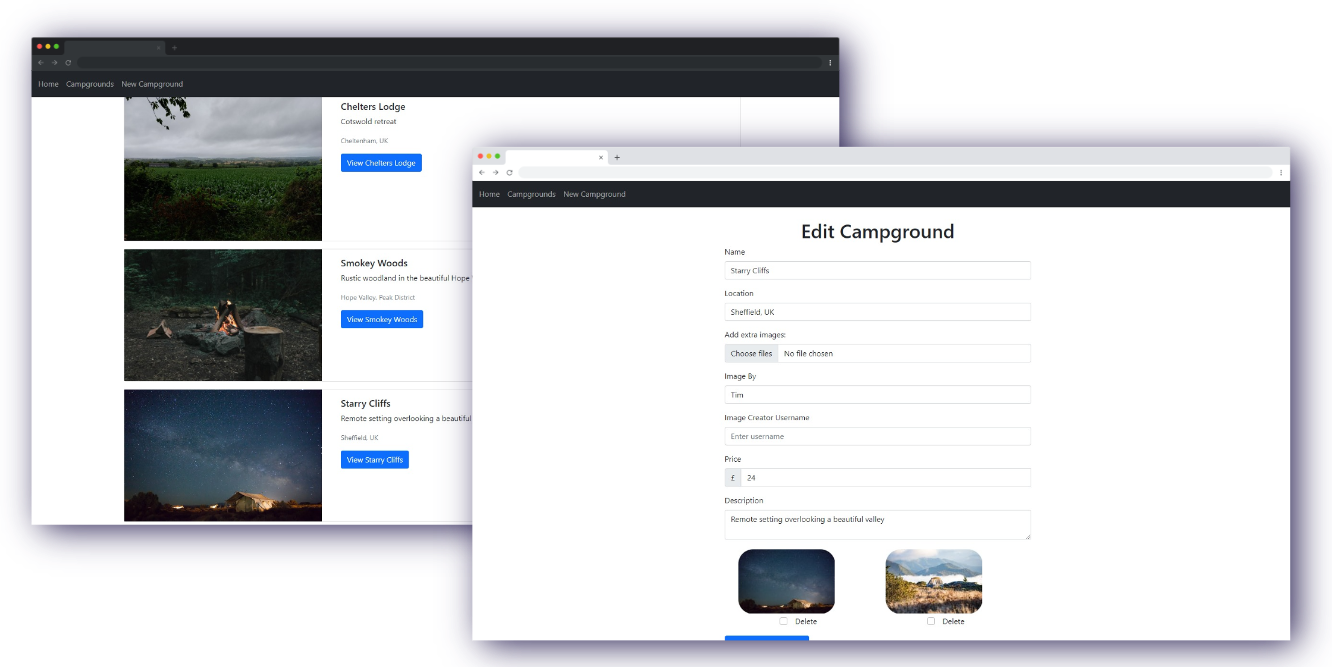 Home Campgrounds New Campground
Chelters Lodge
Cotswold retreat
Cheltenham, UK
View Chelters Lodge
Smokey Woods
Rustic woodland in the beautiful Hope
Hope Valley, Peak District
View Smokey Woods
Starry Cliffs
Remote setting overlooking a beautiful
Sheffield, UK
View Starry Cliffs
Home Campgrounds New Campground
Edit Campground
Name
Starry Cliffs
Location
Sheffield, UK
Add extra images:
Choose files No file chosen
Image By
Tim
Image Creator Username
Enter username
Price
£ 24
Description
Remote setting overlooking a beautiful valley
Delete Delete